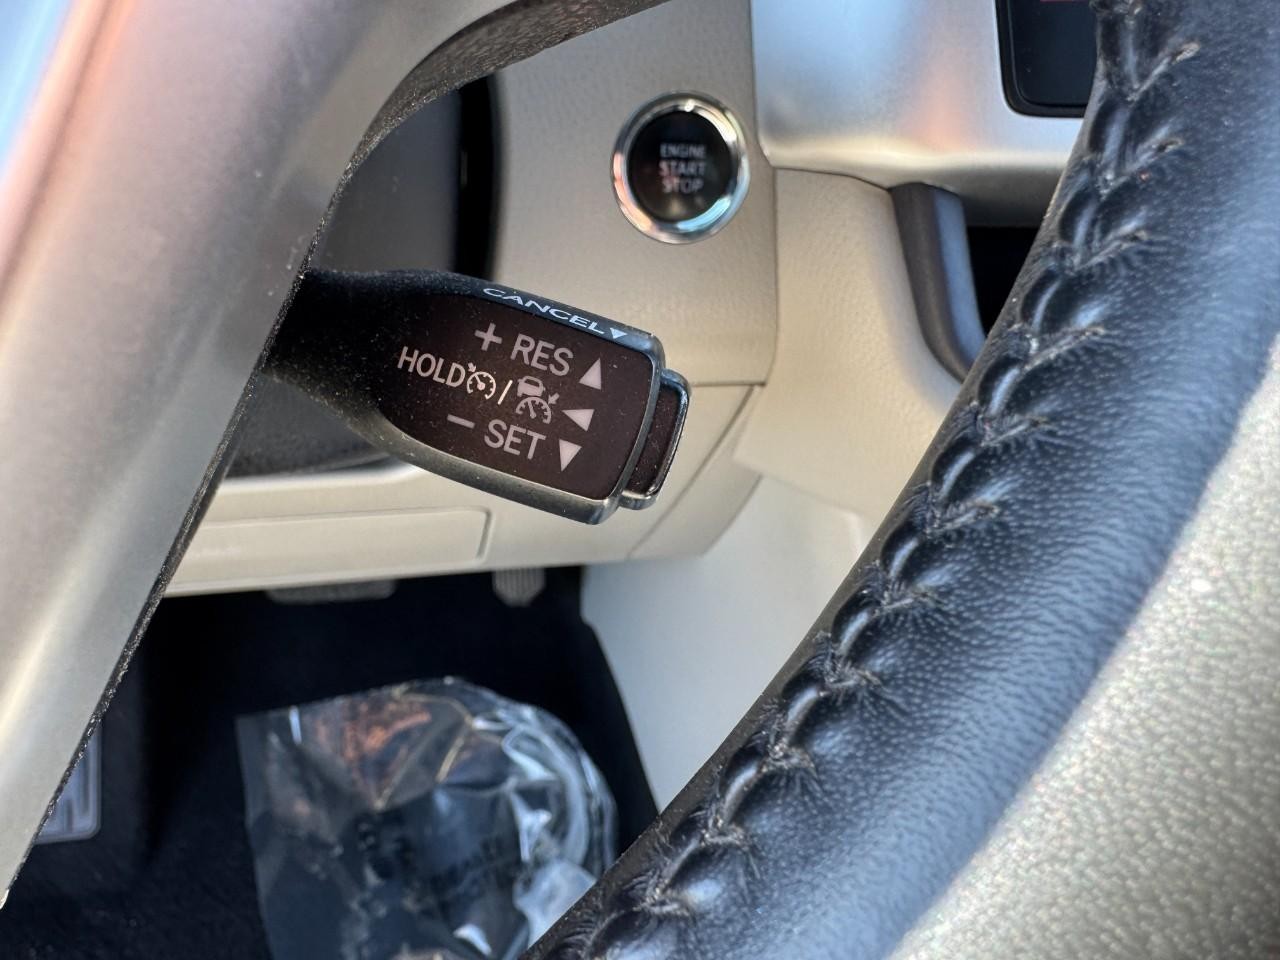 ENGINE
START
STOP
CANCEL▼
+ RES ▲
HOLD / ◀
− SET ▼